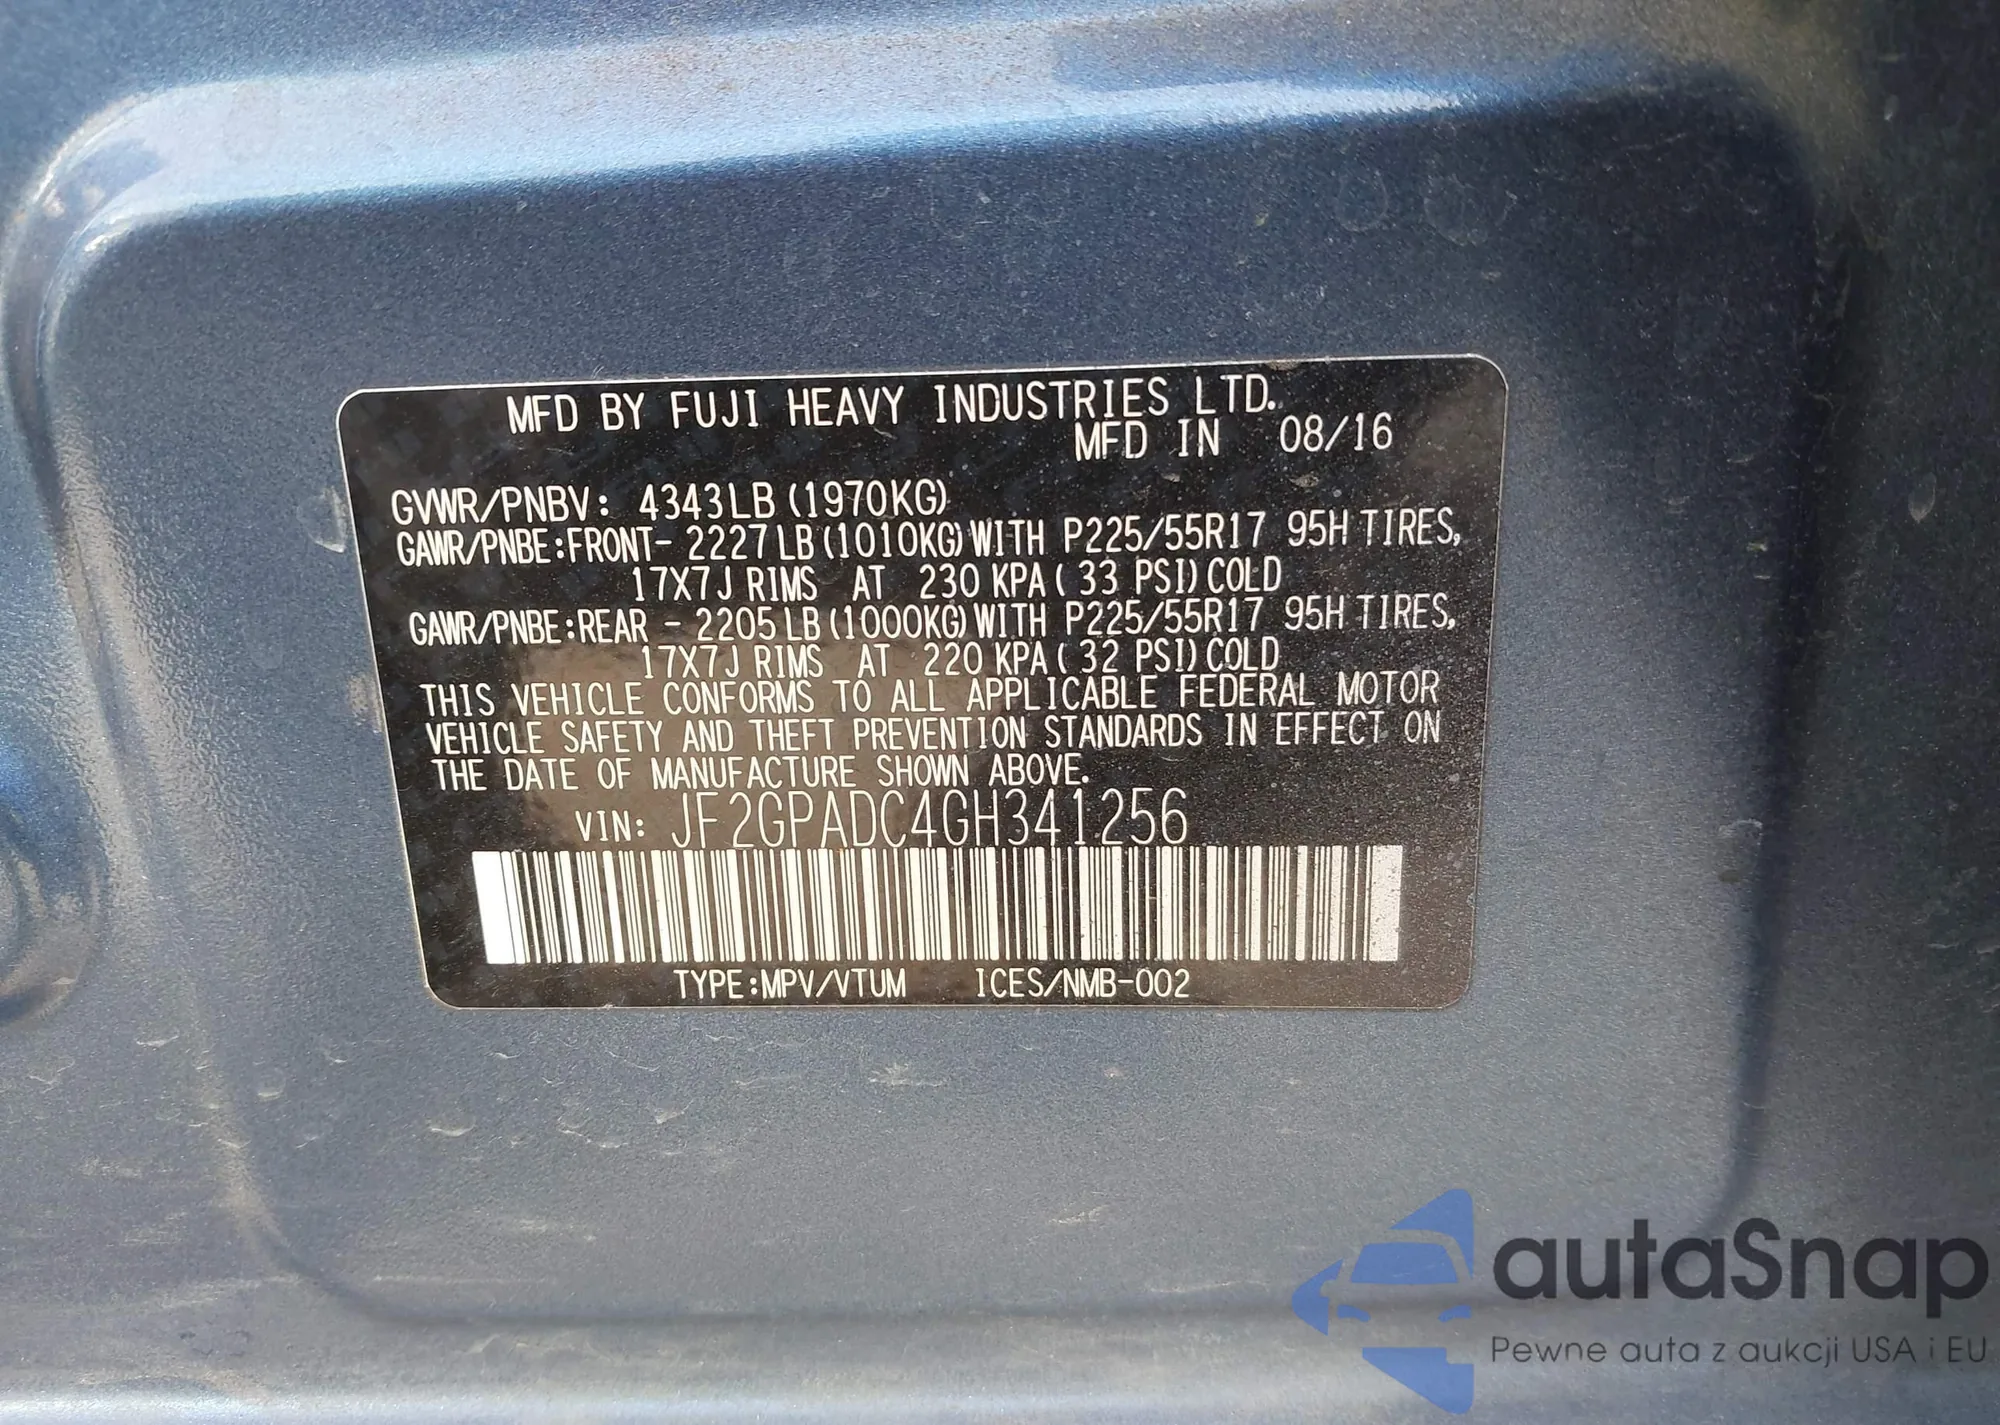 MFD BY FUJI HEAVY INDUSTRIES LTD.
MFD IN 08/16
GVWR/PNBV: 4343LB (1970KG)
GAWR/PNBE:FRONT- 2227LB (1010KG) WITH P225/55R17 95H TIRES,
17X7J RIMS AT 230 KPA ( 33 PSI) COLD
GAWR/PNBE:REAR - 2205LB (1000KG) WITH P225/55R17 95H TIRES,
17X7J RIMS AT 220 KPA ( 32 PSI) COLD
THIS VEHICLE CONFORMS TO ALL APPLICABLE FEDERAL MOTOR
VEHICLE SAFETY AND THEFT PREVENTION STANDARDS IN EFFECT ON
THE DATE OF MANUFACTURE SHOWN ABOVE.
VIN: JF2GPADC4GH341256
TYPE:MPV/VTUM ICES/NMB-002
autaSnap
Pewne auta z aukcji USA i EU